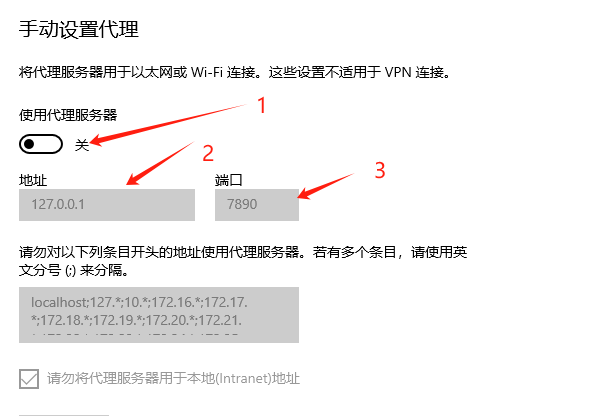 手动设置代理
将代理服务器用于以太网或 Wi-Fi 连接。这些设置不适用于 VPN 连接。
使用代理服务器
1
关
2
地址
端口
3
127.0.0.1
7890
请勿对以下列条目开头的地址使用代理服务器。若有多个条目，请使用英
文分号 (;) 来分隔。
localhost;127.*;10.*;172.16.*;172.17.
*;172.18.*;172.19.*;172.20.*;172.21.
请勿将代理服务器用于本地(Intranet)地址